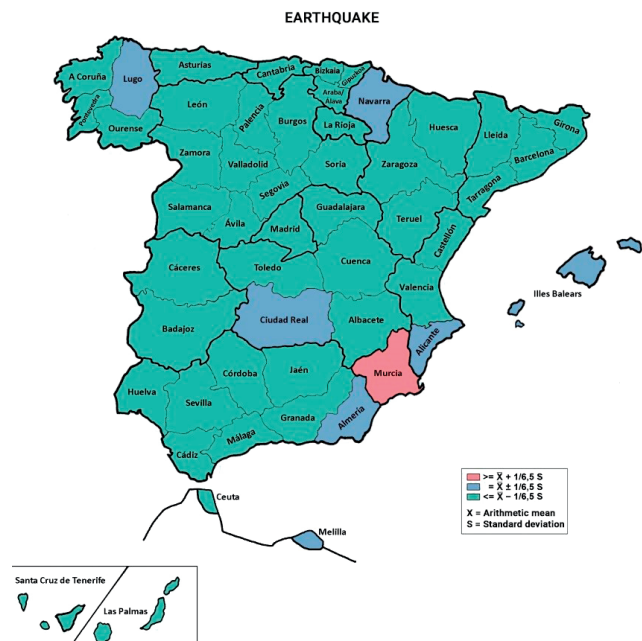 EARTHQUAKE
A Coruña
Lugo
Asturias
Cantabria
Bizkaia
Gipuzkoa
Araba/
Álava
Navarra
Pontevedra
Ourense
León
Palencia
Burgos
La Rioja
Huesca
Lleida
Girona
Barcelona
Tarragona
Zamora
Valladolid
Soria
Zaragoza
Segovia
Salamanca
Ávila
Madrid
Guadalajara
Teruel
Castellón
Cáceres
Toledo
Cuenca
Valencia
Illes Balears
Badajoz
Ciudad Real
Albacete
Alicante
Murcia
Huelva
Sevilla
Córdoba
Jaén
Granada
Almería
Cádiz
Málaga
Ceuta
Melilla
>= X̄ + 1/6,5 S
= X̄ ± 1/6,5 S
<= X̄ − 1/6,5 S
X = Arithmetic mean
S = Standard deviation
Santa Cruz de Tenerife
Las Palmas